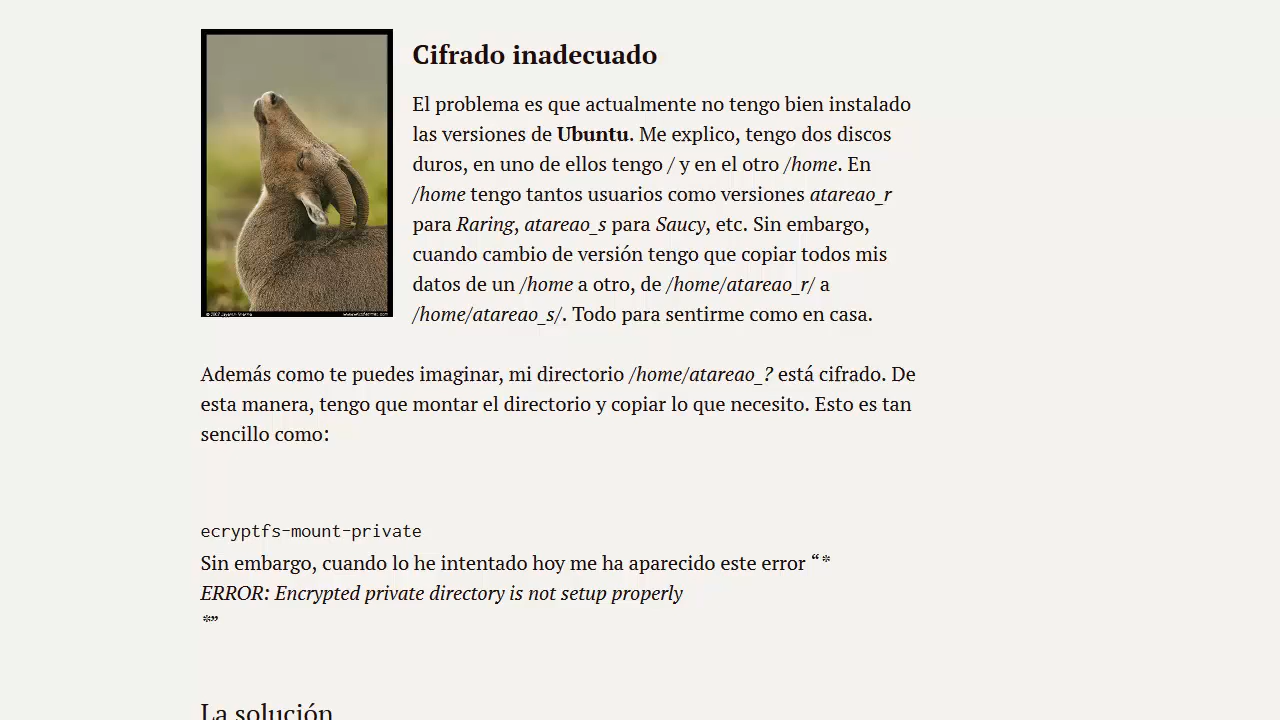 Cifrado inadecuado
El problema es que actualmente no tengo bien instalado
las versiones de Ubuntu. Me explico, tengo dos discos
duros, en uno de ellos tengo / y en el otro /home. En
/home tengo tantos usuarios como versiones atareao_r
para Raring, atareao_s para Saucy, etc. Sin embargo,
cuando cambio de versión tengo que copiar todos mis
datos de un /home a otro, de /home/atareao_r/ a
/home/atareao_s/. Todo para sentirme como en casa.
Además como te puedes imaginar, mi directorio /home/atareao_? está cifrado. De
esta manera, tengo que montar el directorio y copiar lo que necesito. Esto es tan
sencillo como:
ecryptfs-mount-private
Sin embargo, cuando lo he intentado hoy me ha aparecido este error “*
ERROR: Encrypted private directory is not setup properly
*”
La solución